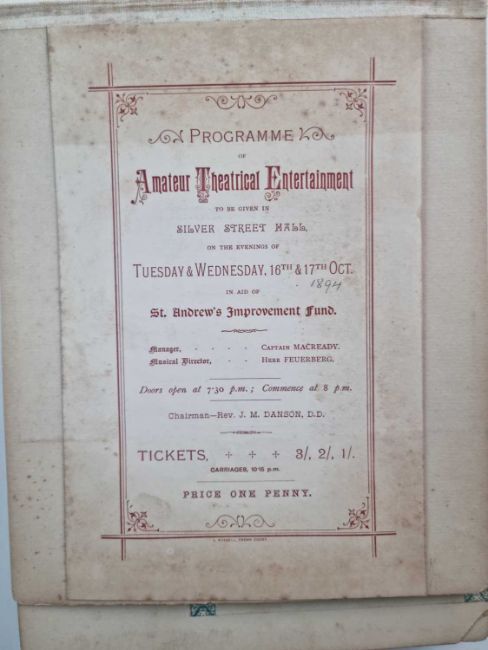 PROGRAMME
OF
Amateur Theatrical Entertainment
TO BE GIVEN IN
SILVER STREET HALL,
ON THE EVENINGS OF
TUESDAY & WEDNESDAY, 16TH & 17TH OCT.
1894
IN AID OF
St. Andrew's Improvement Fund.
Manager, - - - - Captain MACREADY.
Musical Director, - - Herr FEUERBERG.
Doors open at 7·30 p.m.; Commence at 8 p.m.
Chairman—Rev. J. M. DANSON, D.D.
TICKETS, 3/, 2/, 1/.
CARRIAGES, 10·15 p.m.
PRICE ONE PENNY.